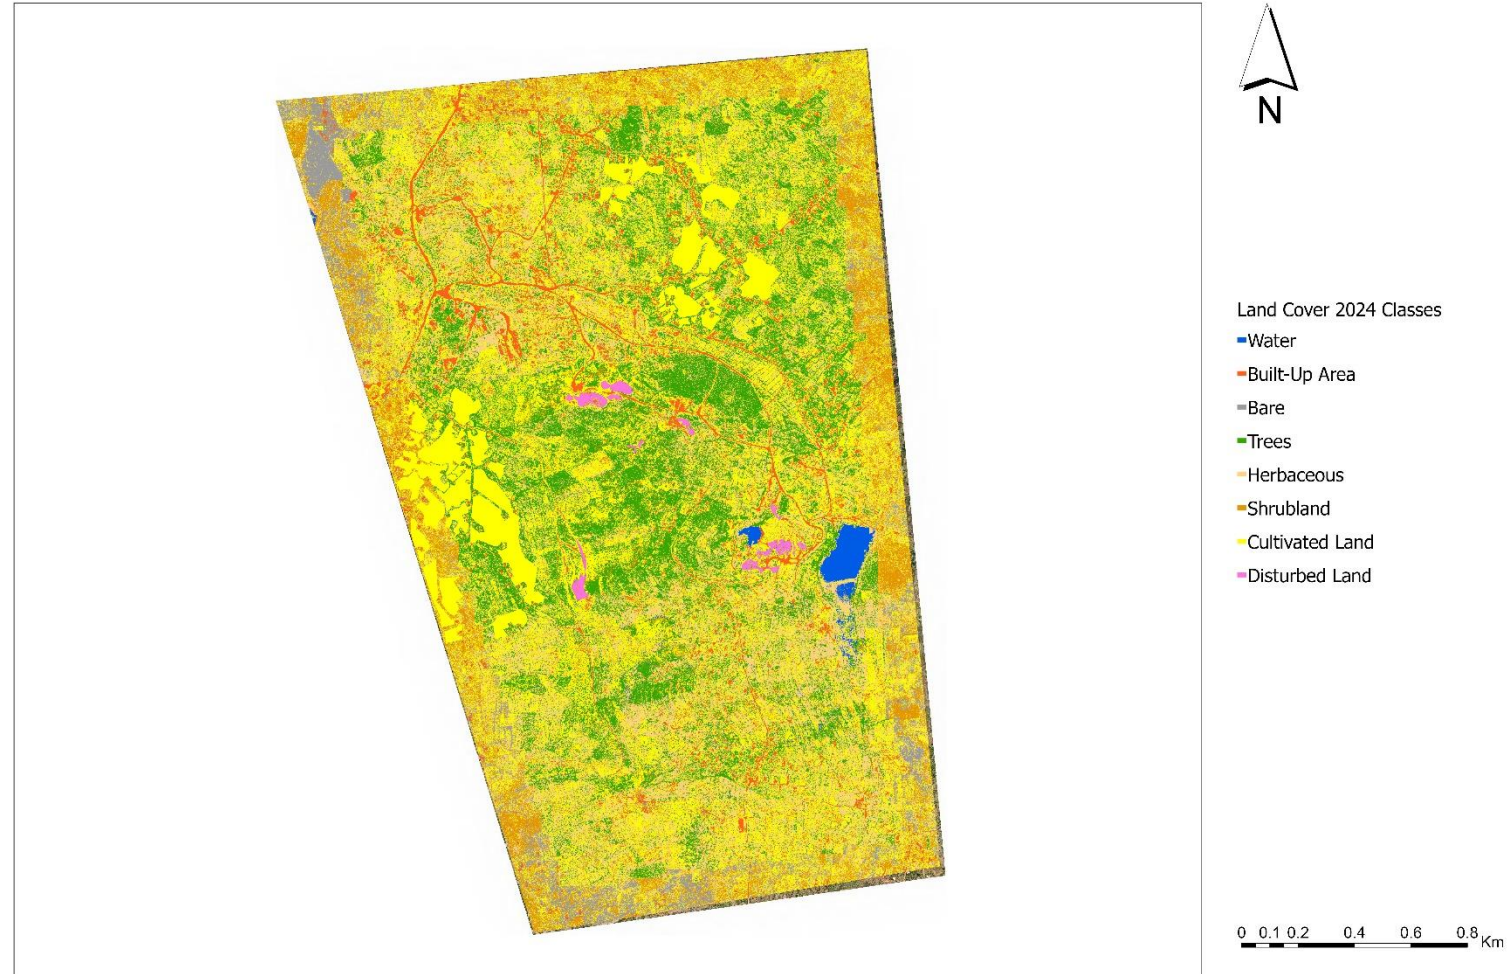 N
Land Cover 2024 Classes
Water
Built-Up Area
Bare
Trees
Herbaceous
Shrubland
Cultivated Land
Disturbed Land
0 0.1 0.2 0.4 0.6 0.8 Km